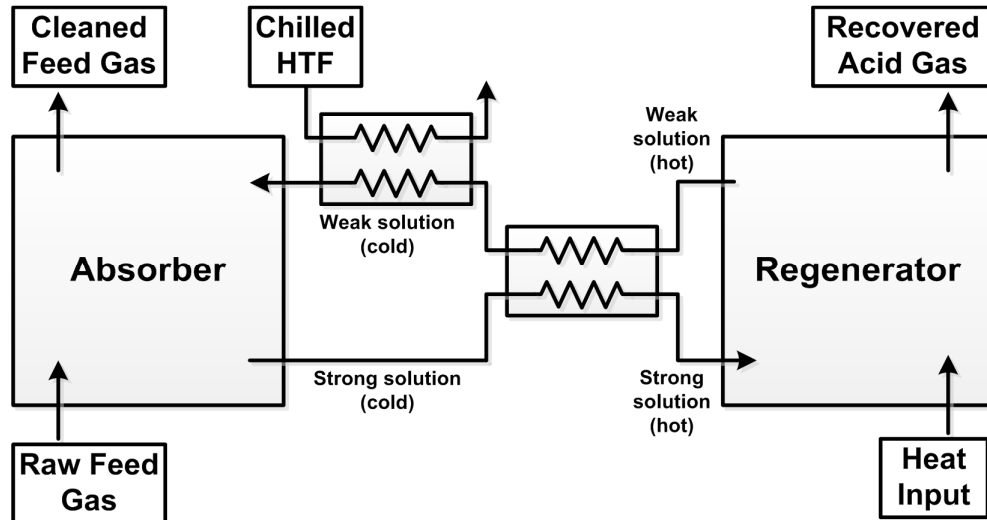 Cleaned
Feed Gas
Chilled
HTF
Recovered
Acid Gas
Weak
solution
(hot)
Weak solution
(cold)
Absorber
Regenerator
Strong solution
(cold)
Strong
solution
(hot)
Raw Feed
Gas
Heat
Input